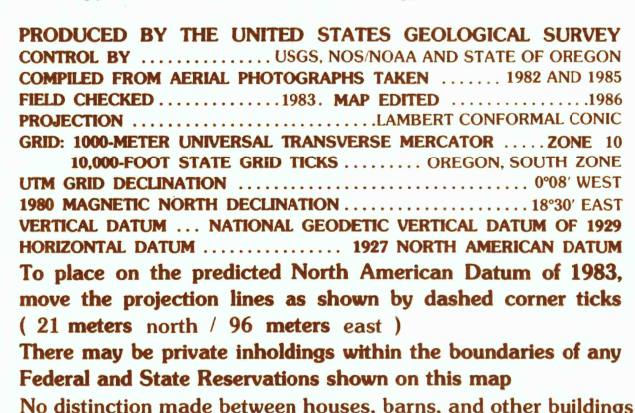 PRODUCED BY THE UNITED STATES GEOLOGICAL SURVEY
CONTROL BY ............... USGS, NOS/NOAA AND STATE OF OREGON
COMPILED FROM AERIAL PHOTOGRAPHS TAKEN ....... 1982 AND 1985
FIELD CHECKED ............... 1983. MAP EDITED ................. 1986
PROJECTION .............................. LAMBERT CONFORMAL CONIC
GRID: 1000-METER UNIVERSAL TRANSVERSE MERCATOR ..... ZONE 10
10,000-FOOT STATE GRID TICKS ......... OREGON, SOUTH ZONE
UTM GRID DECLINATION ................................... 0°08′ WEST
1980 MAGNETIC NORTH DECLINATION ....................... 18°30′ EAST
VERTICAL DATUM ... NATIONAL GEODETIC VERTICAL DATUM OF 1929
HORIZONTAL DATUM ................ 1927 NORTH AMERICAN DATUM
To place on the predicted North American Datum of 1983,
move the projection lines as shown by dashed corner ticks
( 21 meters north / 96 meters east )
There may be private inholdings within the boundaries of any
Federal and State Reservations shown on this map
No distinction made between houses, barns, and other buildings